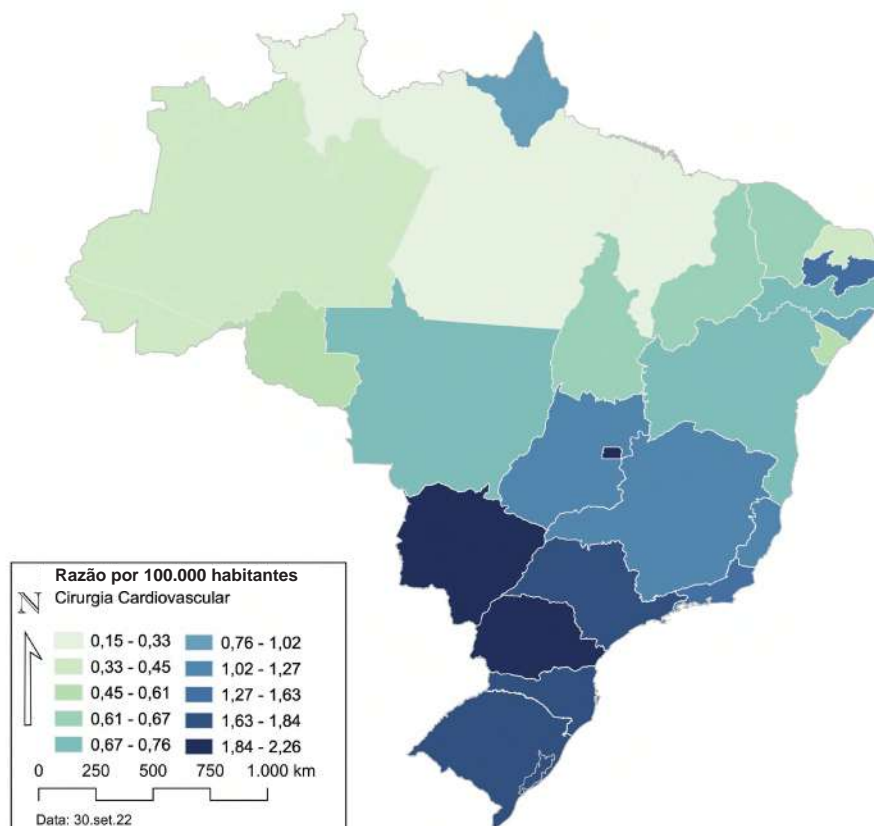 Razão por 100.000 habitantes
N Cirurgia Cardiovascular
0,15 - 0,33 0,76 - 1,02
0,33 - 0,45 1,02 - 1,27
0,45 - 0,61 1,27 - 1,63
0,61 - 0,67 1,63 - 1,84
0,67 - 0,76 1,84 - 2,26
0 250 500 750 1.000 km
Data: 30.set.22